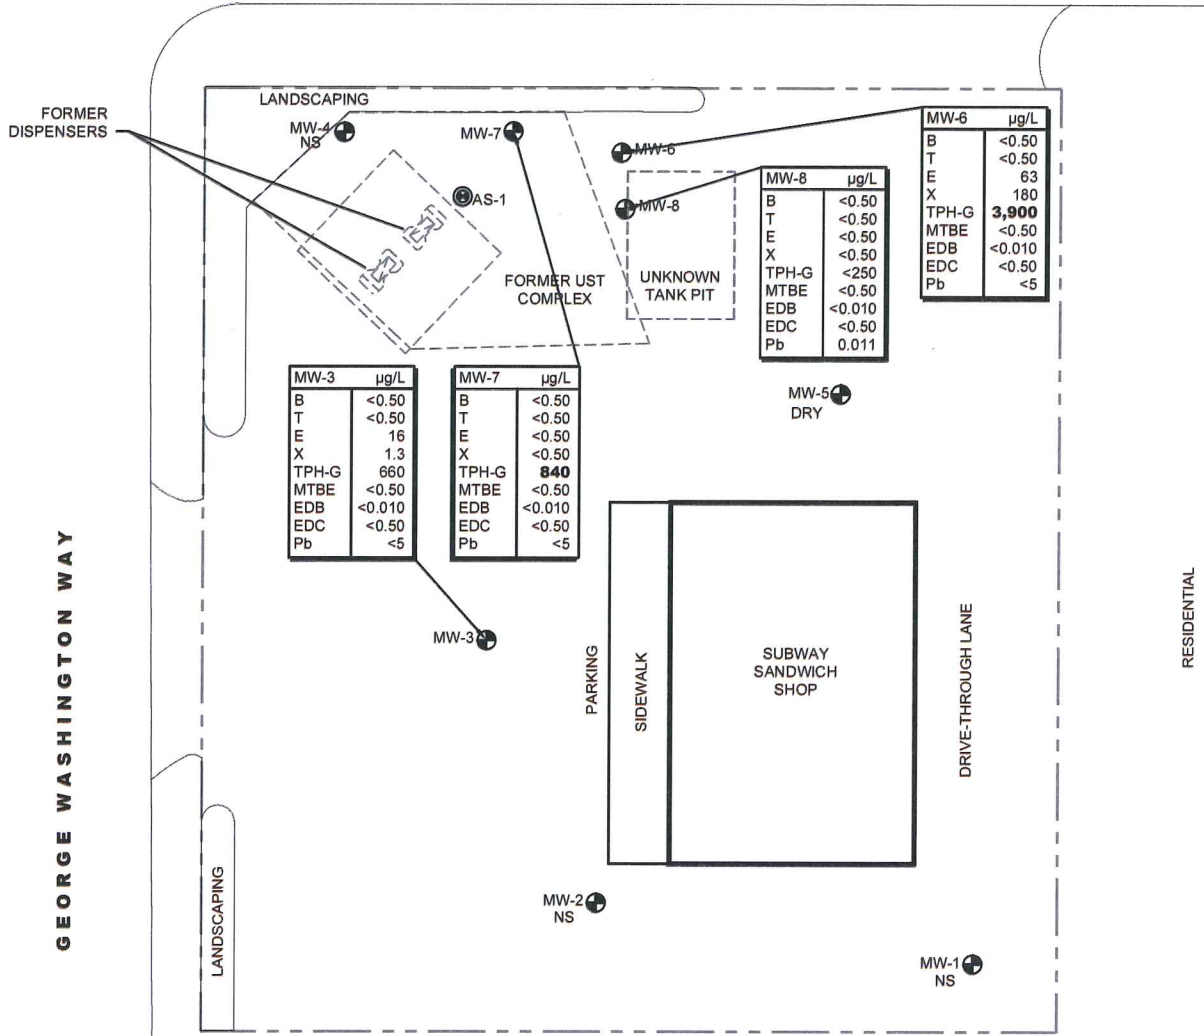 FORMER
DISPENSERS
LANDSCAPING
MW-4
NS
MW-7
MW-6
AS-1
MW-8
FORMER UST
COMPLEX
UNKNOWN
TANK PIT
MW-6 µg/L
B <0.50
T <0.50
E 63
X 180
TPH-G 3,900
MTBE <0.50
EDB <0.010
EDC <0.50
Pb <5
MW-8 µg/L
B <0.50
T <0.50
E <0.50
X <0.50
TPH-G <250
MTBE <0.50
EDB <0.010
EDC <0.50
Pb 0.011
MW-3 µg/L
B <0.50
T <0.50
E 16
X 1.3
TPH-G 660
MTBE <0.50
EDB <0.010
EDC <0.50
Pb <5
MW-7 µg/L
B <0.50
T <0.50
E <0.50
X <0.50
TPH-G 840
MTBE <0.50
EDB <0.010
EDC <0.50
Pb <5
MW-5
DRY
GEORGE WASHINGTON WAY
MW-3
PARKING
SIDEWALK
SUBWAY
SANDWICH
SHOP
DRIVE-THROUGH LANE
RESIDENTIAL
LANDSCAPING
MW-2
NS
MW-1
NS